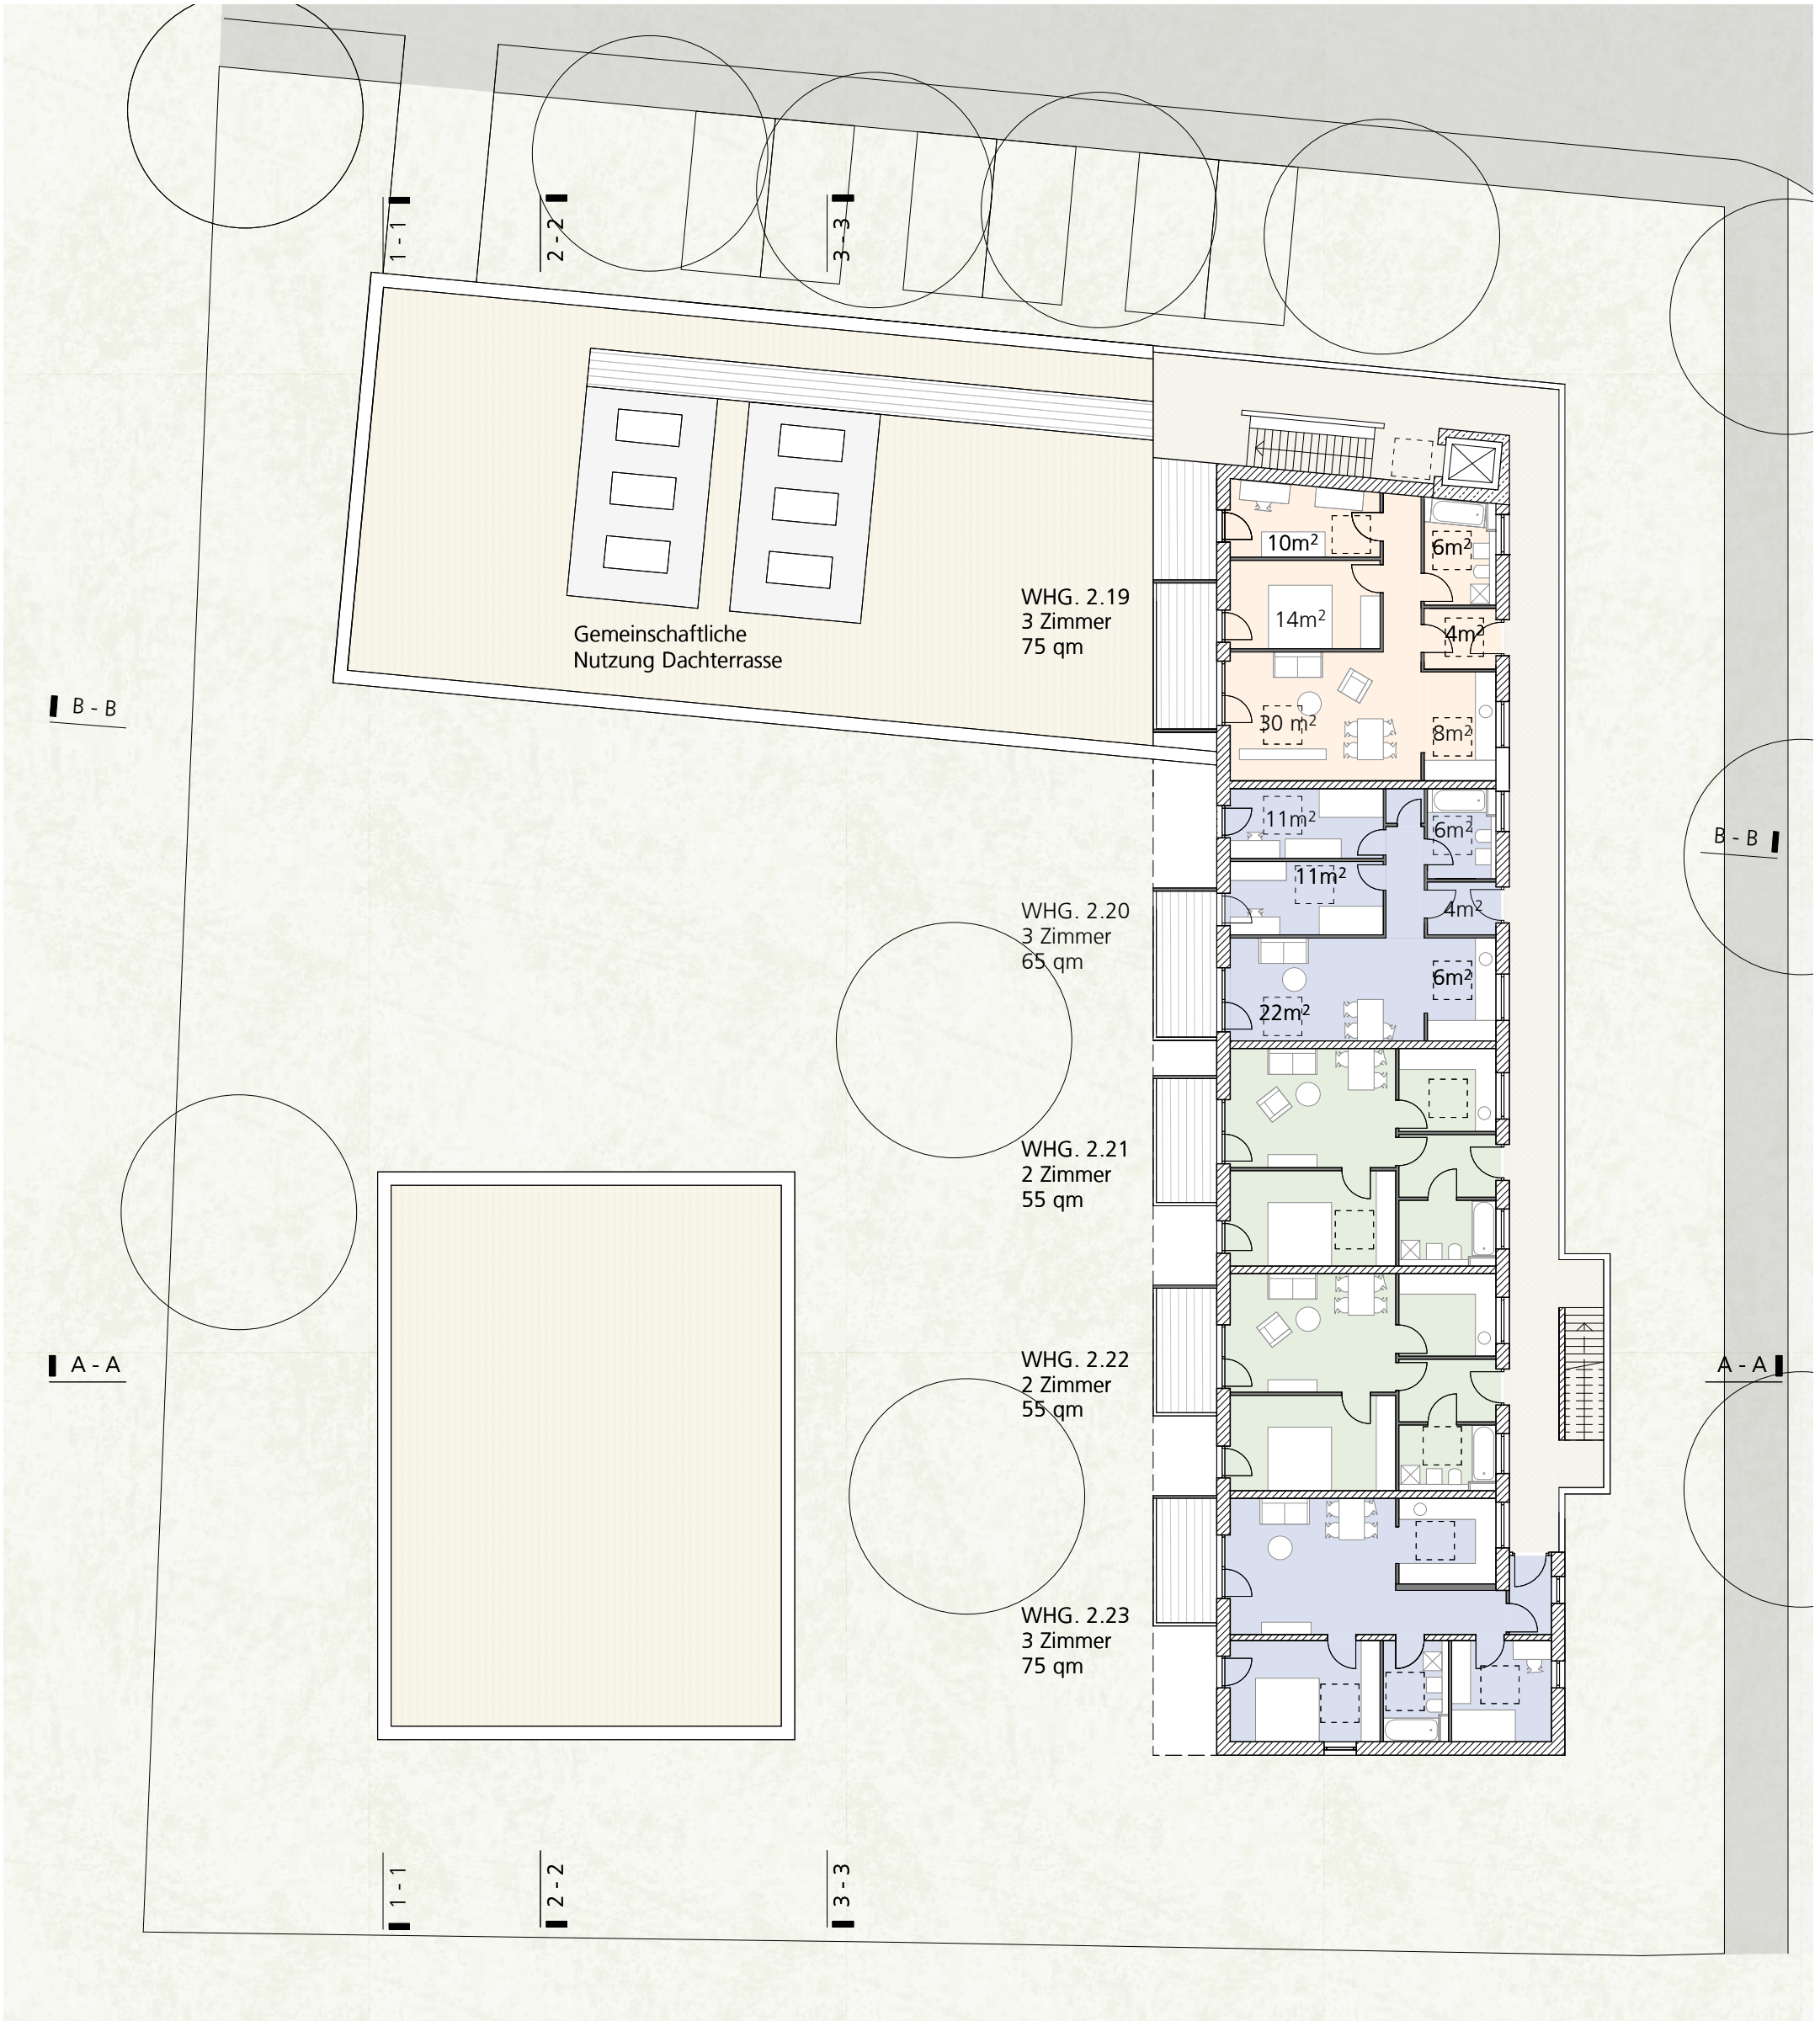 1 - 1
2 - 2
3 - 3
10m²
6m²
WHG. 2.19
3 Zimmer
75 qm
14m²
4m²
Gemeinschaftliche
Nutzung Dachterrasse
B - B
30 m²
8m²
11m²
6m²
B - B
11m²
WHG. 2.20
3 Zimmer
65 qm
4m²
6m²
22m²
WHG. 2.21
2 Zimmer
55 qm
A - A
WHG. 2.22
2 Zimmer
55 qm
A - A
WHG. 2.23
3 Zimmer
75 qm
1 - 1
2 - 2
3 - 3